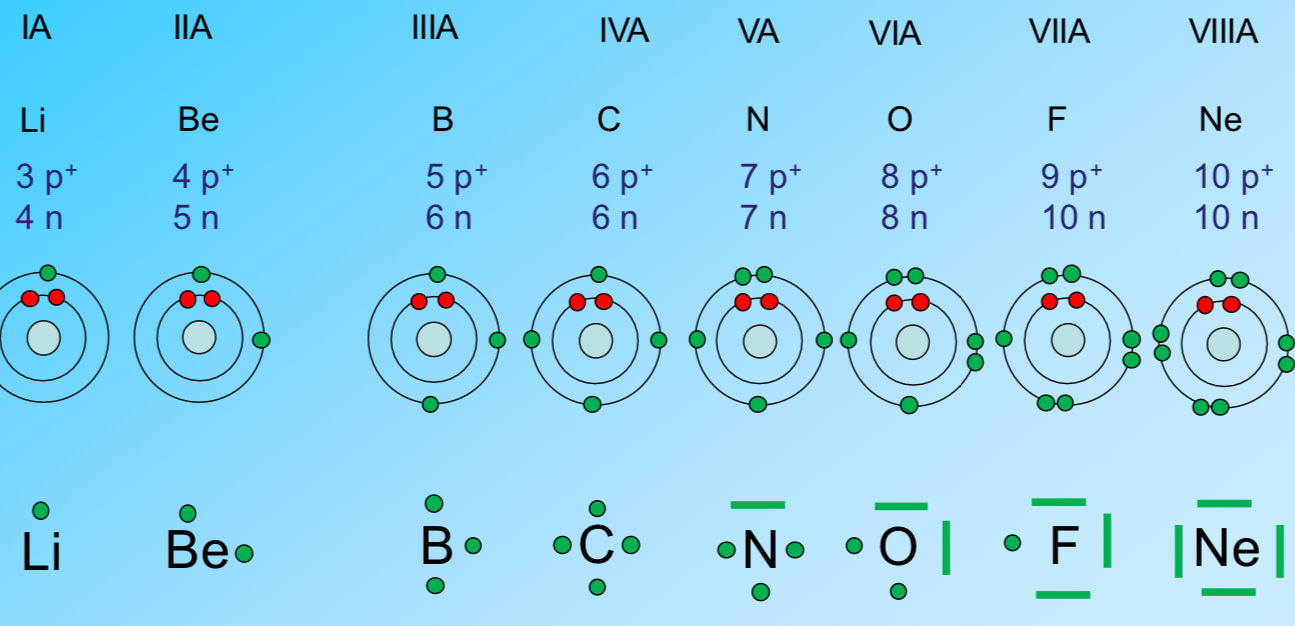 IA IIA IIIA IVA VA VIA VIIA VIIIA
Li Be B C N O F Ne
3 p⁺ 4 p⁺ 5 p⁺ 6 p⁺ 7 p⁺ 8 p⁺ 9 p⁺ 10 p⁺
4 n 5 n 6 n 6 n 7 n 8 n 10 n 10 n
Li Be B C N O F Ne